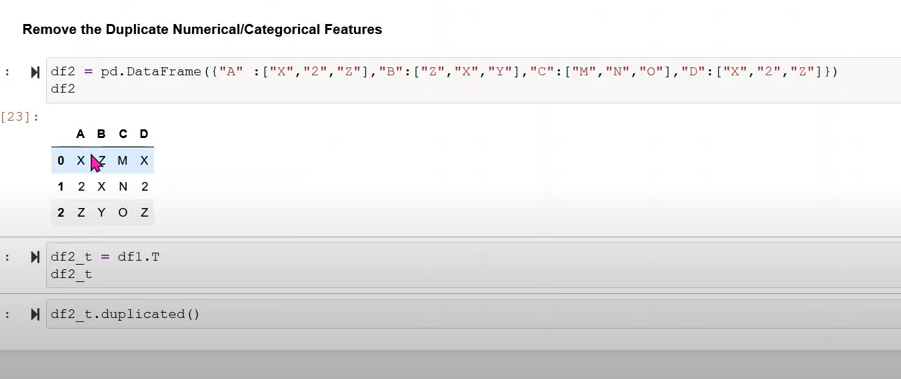 Remove the Duplicate Numerical/Categorical Features
: df2 = pd.DataFrame({"A" :["X","2","Z"],"B":["Z","X","Y"],"C":["M","N","O"],"D":["X","2","Z"]})
df2
[23]:
A B C D
0 X Z M X
1 2 X N 2
2 Z Y O Z
: df2_t = df1.T
df2_t
: df2_t.duplicated()